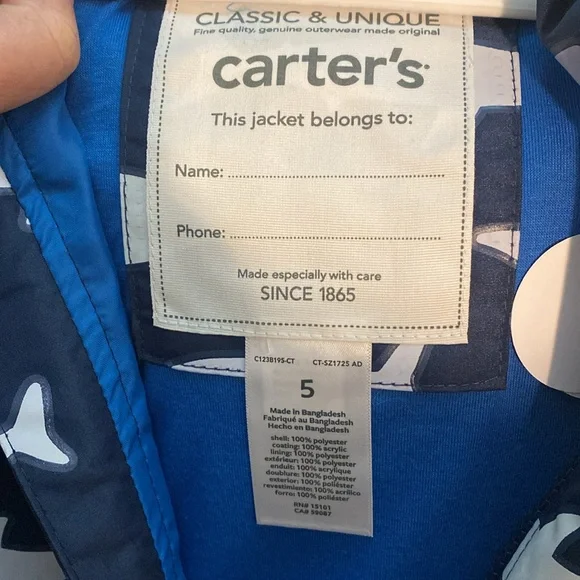 CLASSIC & UNIQUE
Fine quality, genuine outerwear made original
carter's
This jacket belongs to:
Name:
Phone:
Made especially with care
SINCE 1865
C123B195-CT CT-SZ1725 AD
5
Made in Bangladesh
Fabriqué au Bangladesh
Hecho en Bangladesh
shell: 100% polyester
coating: 100% acrylic
lining: 100% polyester
extérieur: 100% polyester
enduit: 100% acrylique
doublure: 100% polyester
exterior: 100% poliéster
revestimiento: 100% acrílico
forro: 100% poliéster
RN# 15161
CA# 59087